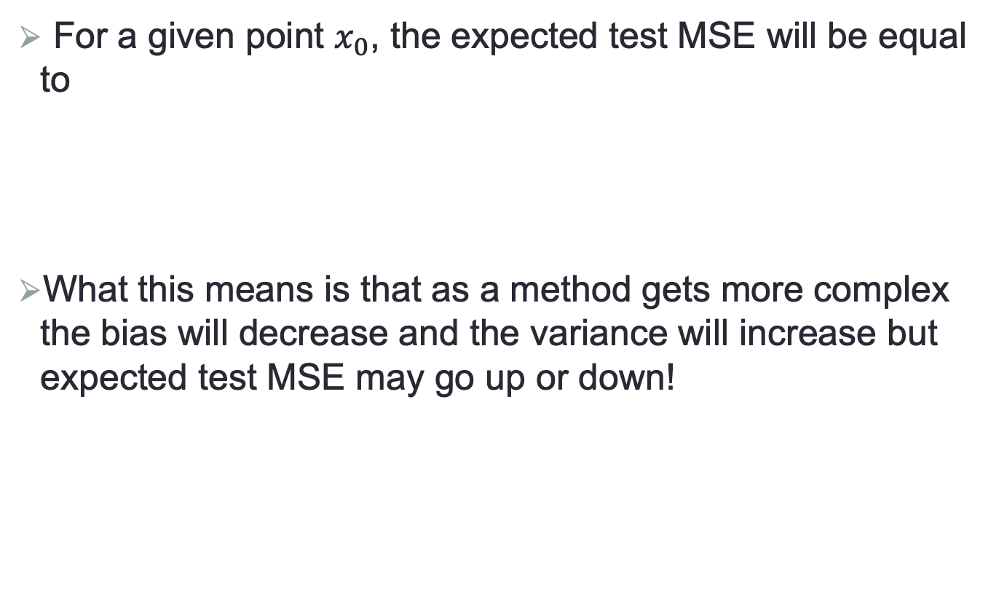 ➢ For a given point 𝑥₀, the expected test MSE will be equal
to
➢What this means is that as a method gets more complex
the bias will decrease and the variance will increase but
expected test MSE may go up or down!